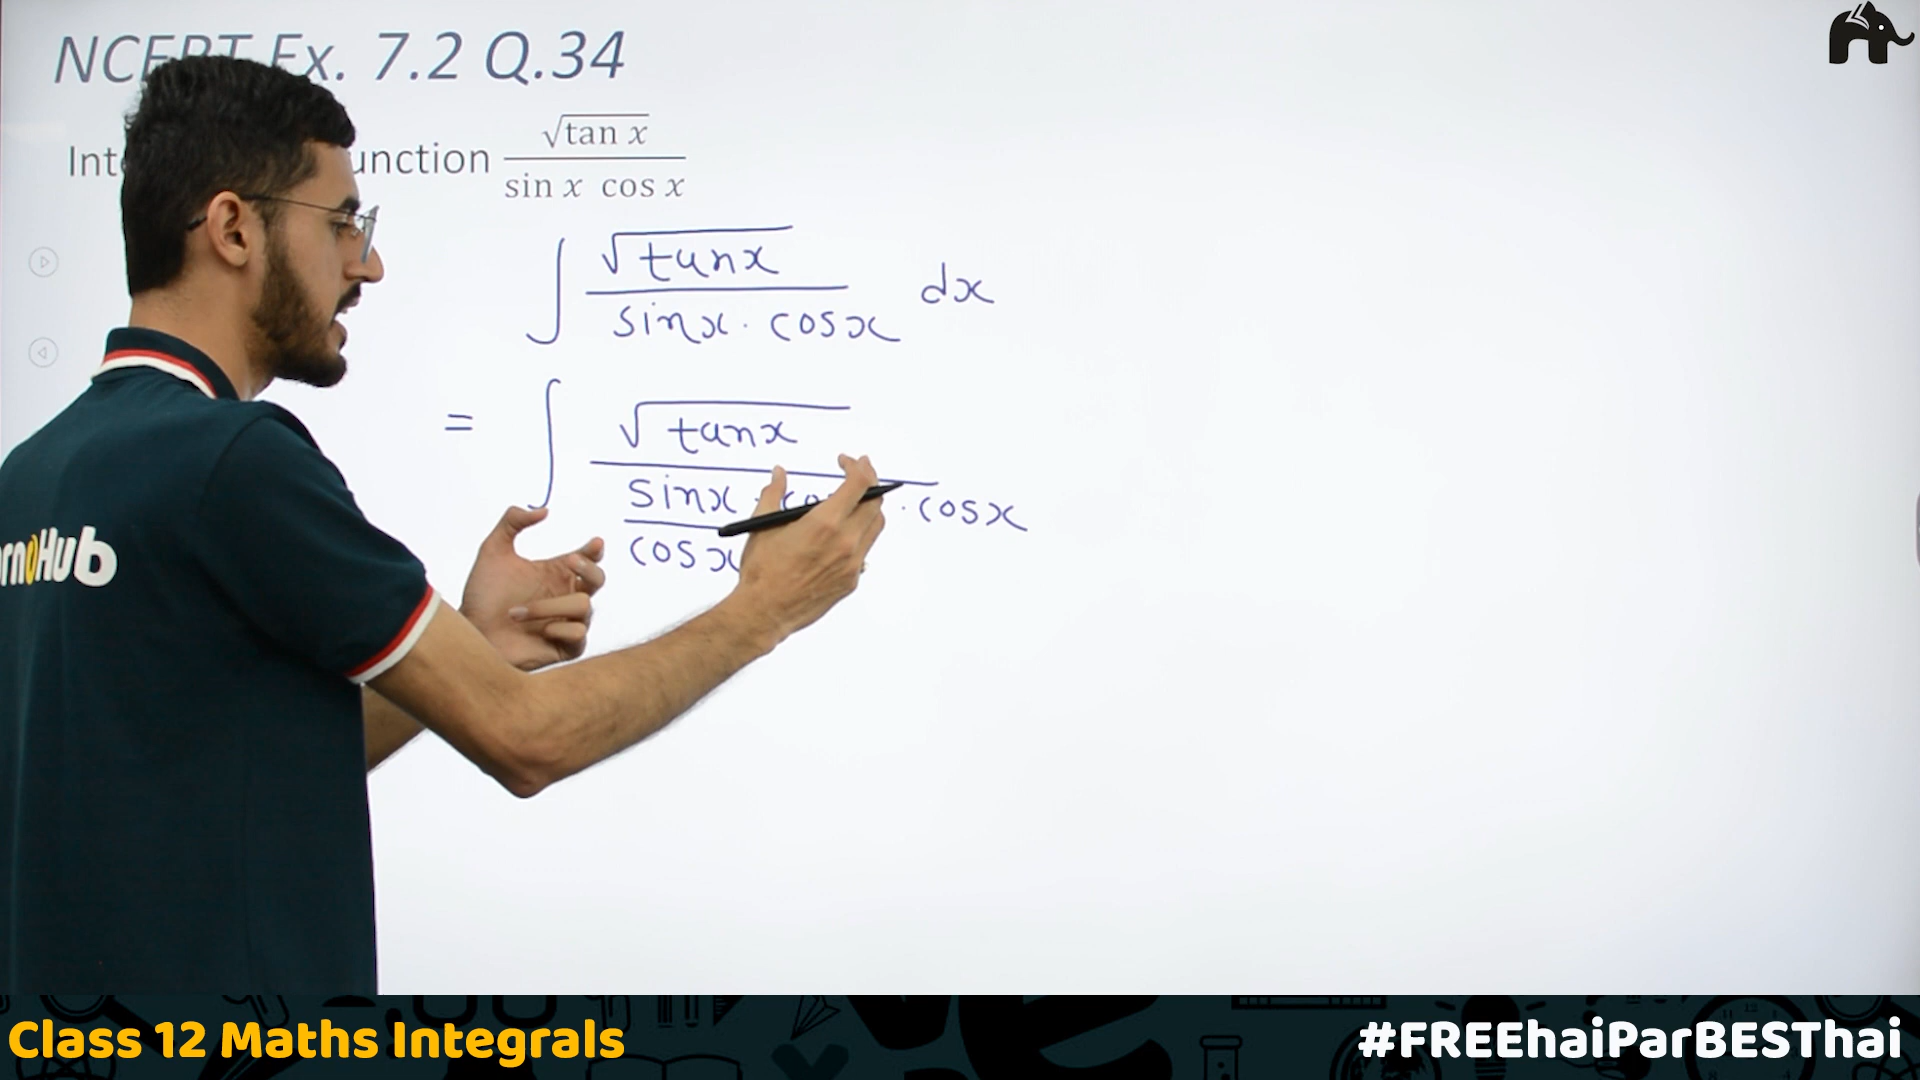 NCERT Ex. 7.2 Q.34
unction √tan x / sin x cos x
∫ √tanx / sinx . cosx dx
= ∫ √tanx / sinx . . cosx
cosx
rnoHub
Class 12 Maths Integrals
#FREEhaiParBESThai